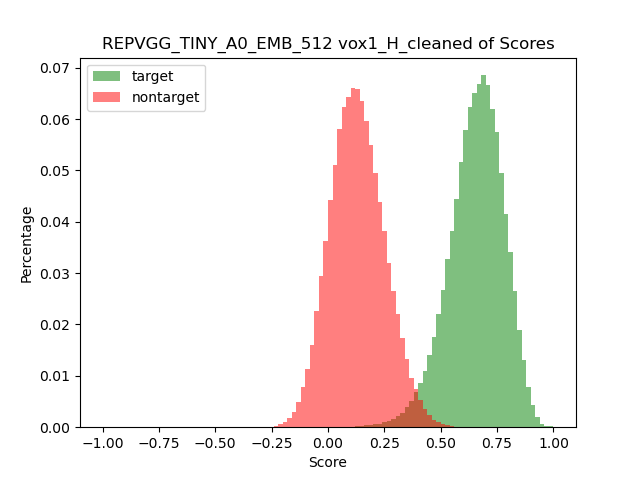 REPVGG_TINY_A0_EMB_512 vox1_H_cleaned of Scores
target
nontarget
Percentage
0.07
0.06
0.05
0.04
0.03
0.02
0.01
0.00
−1.00 −0.75 −0.50 −0.25 0.00 0.25 0.50 0.75 1.00
Score